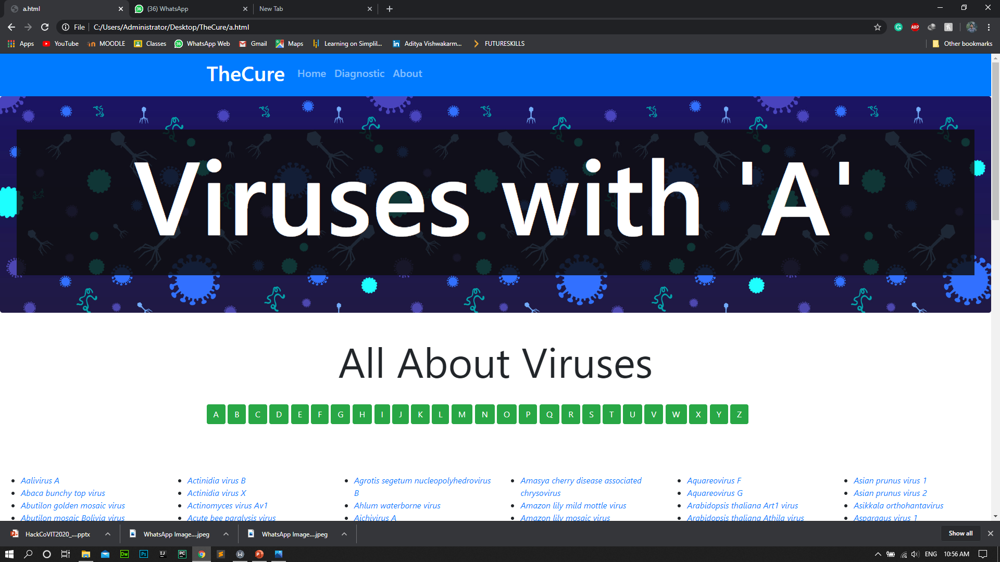 a.html
(36) WhatsApp
New Tab
File
C:/Users/Administrator/Desktop/TheCure/a.html
ABP
Apps
YouTube
MOODLE
Classes
36
WhatsApp Web
Gmail
Maps
Learning on Simplil...
Aditya Vishwakarm...
FUTURESKILLS
Other bookmarks
TheCure
Home
Diagnostic
About
Viruses with 'A'
All About Viruses
A B C D E F G H I J K L M N O P Q R S T U V W X Y Z
Aalivirus A
Abaca bunchy top virus
Abutilon golden mosaic virus
Abutilon mosaic Bolivia virus
Actinidia virus B
Actinidia virus X
Actinomyces virus Av1
Acute bee paralysis virus
Agrotis segetum nucleopolyhedrovirus
B
Ahlum waterborne virus
Aichivirus A
Amasya cherry disease associated
chrysovirus
Amazon lily mild mottle virus
Amazon lily mosaic virus
Aquareovirus F
Aquareovirus G
Arabidopsis thaliana Art1 virus
Arabidopsis thaliana Athila virus
Asian prunus virus 1
Asian prunus virus 2
Asikkala orthohantavirus
Asparagus virus 1
HackCoVIT2020_....pptx
WhatsApp Image....jpeg
WhatsApp Image....jpeg
Show all
Dw
Ps
IJ
PC
ENG
10:56 AM